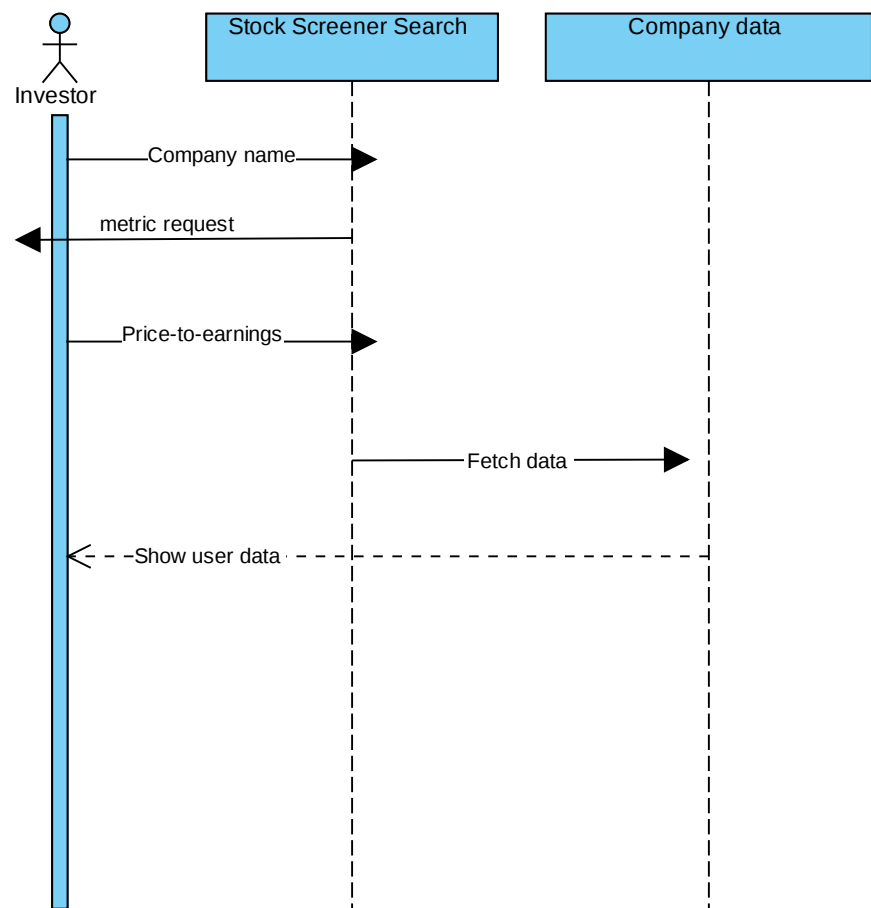 Stock Screener Search
Company data
Investor
Company name
metric request
Price-to-earnings
Fetch data
Show user data